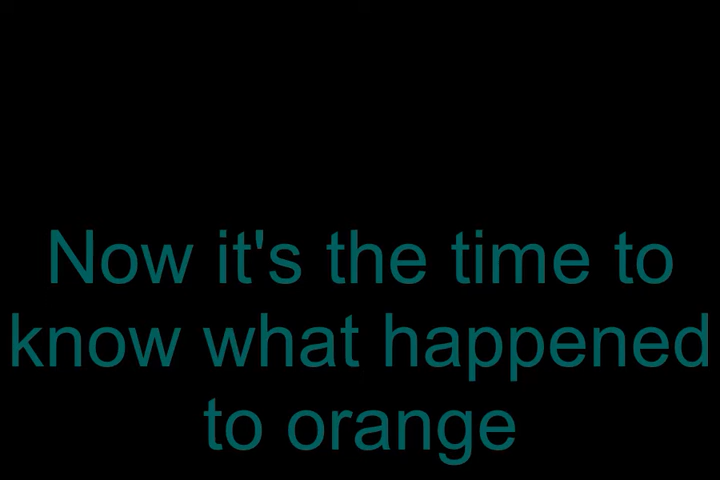 Now it's the time to
know what happened
to orange